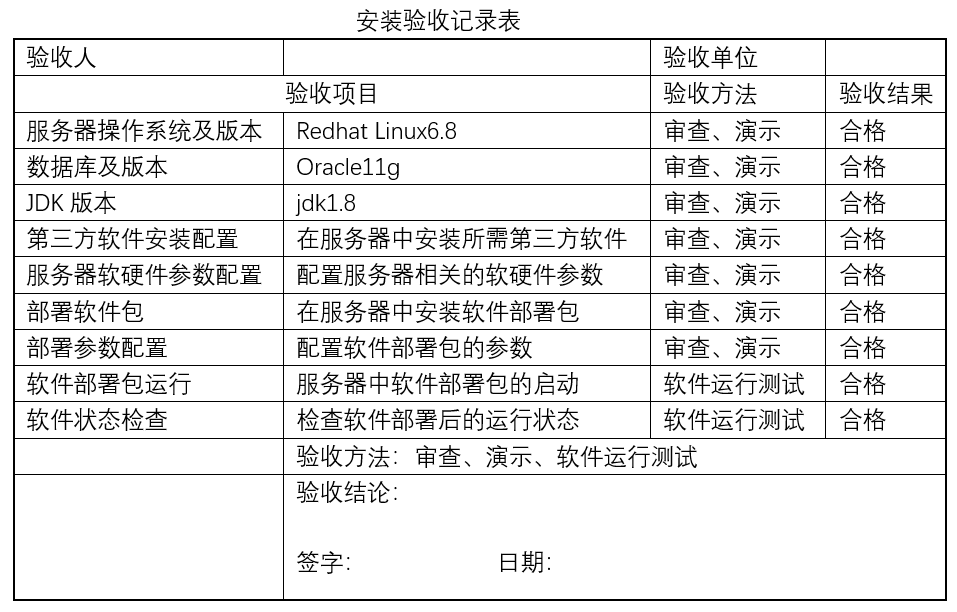 安装验收记录表
验收人 验收单位
验收项目 验收方法 验收结果
服务器操作系统及版本 Redhat Linux6.8 审查、演示 合格
数据库及版本 Oracle11g 审查、演示 合格
JDK 版本 jdk1.8 审查、演示 合格
第三方软件安装配置 在服务器中安装所需第三方软件 审查、演示 合格
服务器软硬件参数配置 配置服务器相关的软硬件参数 审查、演示 合格
部署软件包 在服务器中安装软件部署包 审查、演示 合格
部署参数配置 配置软件部署包的参数 审查、演示 合格
软件部署包运行 服务器中软件部署包的启动 软件运行测试 合格
软件状态检查 检查软件部署后的运行状态 软件运行测试 合格
验收方法：审查、演示、软件运行测试
验收结论：
签字： 日期：